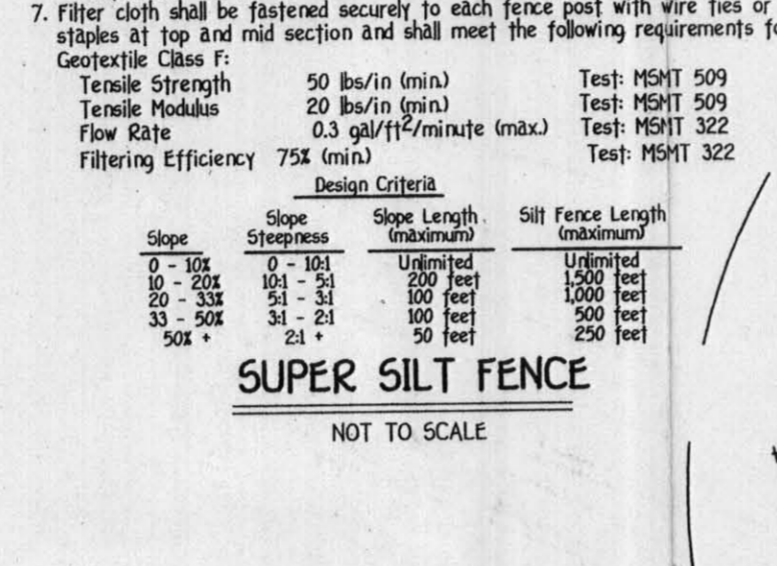 7. Filter cloth shall be fastened securely to each fence post with wire ties or
staples at top and mid section and shall meet the following requirements
Geotextile Class F:
Tensile Strength 50 lbs/in (min.) Test: MSMT 509
Tensile Modulus 20 lbs/in (min.) Test: MSMT 509
Flow Rate 0.3 gal/ft²/minute (max.) Test: MSMT 322
Filtering Efficiency 75% (min.) Test: MSMT 322
Design Criteria
Slope Slope Steepness Slope Length (maximum) Silt Fence Length (maximum)
0 - 10% 0 - 10:1 Unlimited Unlimited
10 - 20% 10:1 - 5:1 200 feet 1,500 feet
20 - 33% 5:1 - 3:1 100 feet 1,000 feet
33 - 50% 3:1 - 2:1 100 feet 500 feet
50% + 2:1 + 50 feet 250 feet
SUPER SILT FENCE
NOT TO SCALE